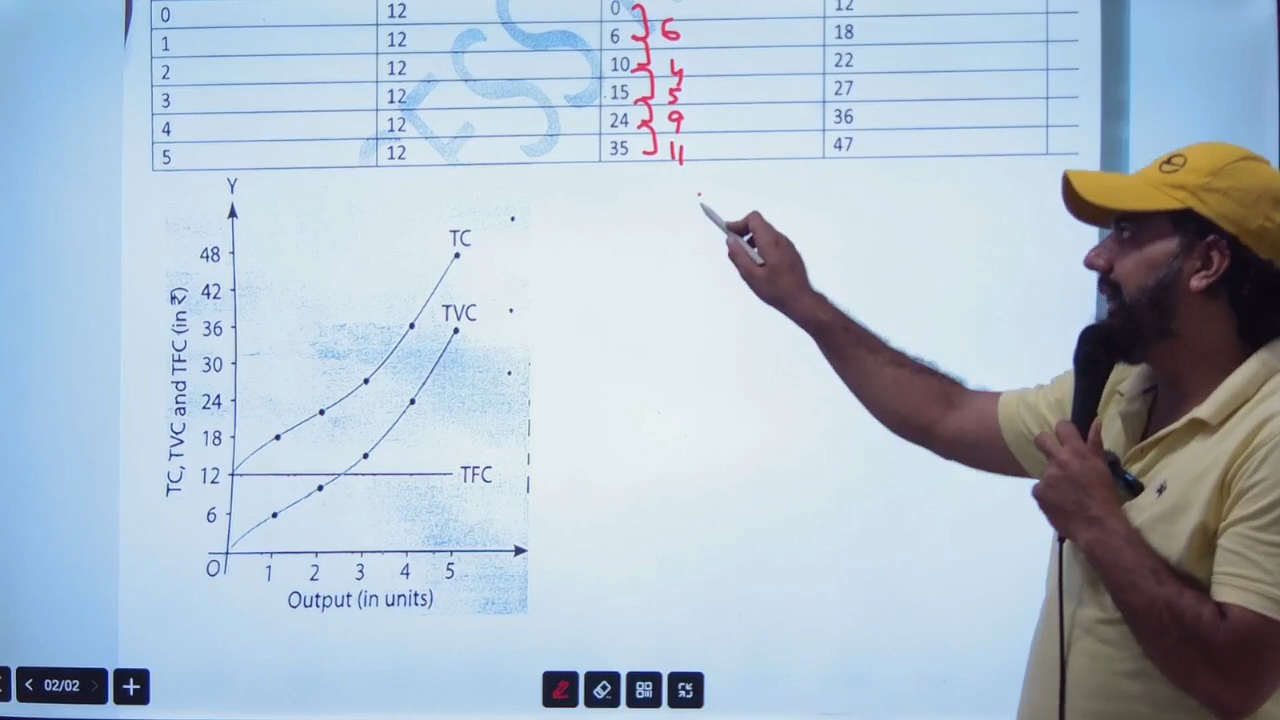 0 12 0 12
1 12 6 6 18
2 12 10 4 22
3 12 15 5 27
4 12 24 9 36
5 12 35 11 47
ESS
Y
TC
48
42
TVC
36
30
24
18
12 TFC
6
O 1 2 3 4 5
TC, TVC and TFC (in ₹)
Output (in units)
02/02